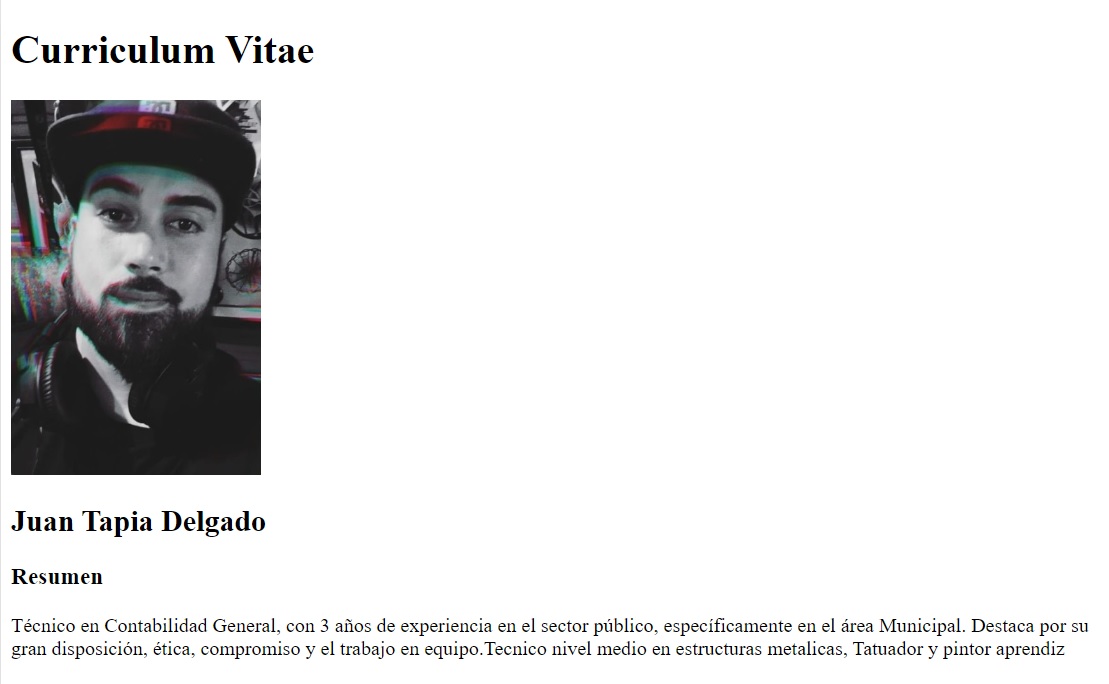 Curriculum Vitae
Juan Tapia Delgado
Resumen
Técnico en Contabilidad General, con 3 años de experiencia en el sector público, específicamente en el área Municipal. Destaca por su
gran disposición, ética, compromiso y el trabajo en equipo.Tecnico nivel medio en estructuras metalicas, Tatuador y pintor aprendiz